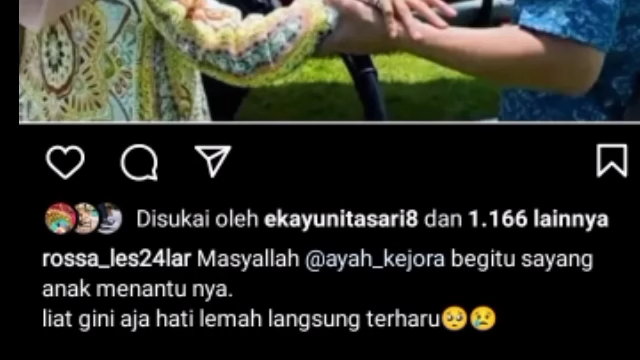 Disukai oleh ekayunitasari8 dan 1.166 lainnya
rossa_les24lar Masyallah @ayah_kejora begitu sayang
anak menantu nya.
liat gini aja hati lemah langsung terharu🥺😢